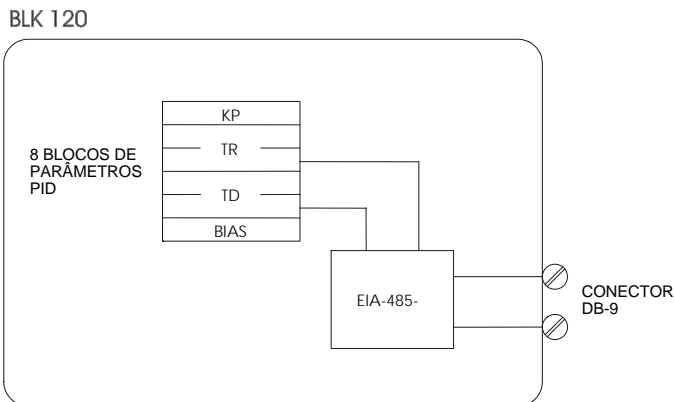 BLK 120
8 BLOCOS DE
PARÂMETROS
PID
KP
TR
TD
BIAS
EIA-485-
CONECTOR
DB-9